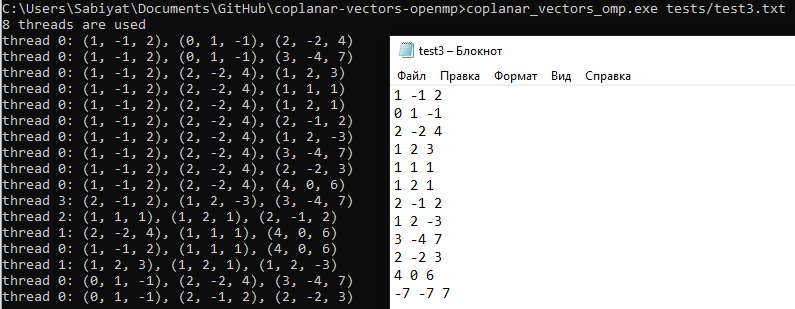 C:\Users\Sabiyat\Documents\GitHub\coplanar-vectors-openmp>coplanar_vectors_omp.exe tests/test3.txt
8 threads are used
thread 0: (1, -1, 2), (0, 1, -1), (2, -2, 4)
thread 0: (1, -1, 2), (0, 1, -1), (3, -4, 7)
thread 0: (1, -1, 2), (2, -2, 4), (1, 2, 3)
thread 0: (1, -1, 2), (2, -2, 4), (1, 1, 1)
thread 0: (1, -1, 2), (2, -2, 4), (1, 2, 1)
thread 0: (1, -1, 2), (2, -2, 4), (2, -1, 2)
thread 0: (1, -1, 2), (2, -2, 4), (1, 2, -3)
thread 0: (1, -1, 2), (2, -2, 4), (3, -4, 7)
thread 0: (1, -1, 2), (2, -2, 4), (2, -2, 3)
thread 0: (1, -1, 2), (2, -2, 4), (4, 0, 6)
thread 3: (2, -1, 2), (1, 2, -3), (3, -4, 7)
thread 2: (1, 1, 1), (1, 2, 1), (2, -1, 2)
thread 1: (2, -2, 4), (1, 1, 1), (4, 0, 6)
thread 0: (1, -1, 2), (1, 1, 1), (4, 0, 6)
thread 1: (1, 2, 3), (1, 2, 1), (1, 2, -3)
thread 0: (0, 1, -1), (2, -2, 4), (3, -4, 7)
thread 0: (0, 1, -1), (2, -1, 2), (2, -2, 3)
test3 – Блокнот
Файл Правка Формат Вид Справка
1 -1 2
0 1 -1
2 -2 4
1 2 3
1 1 1
1 2 1
2 -1 2
1 2 -3
3 -4 7
2 -2 3
4 0 6
-7 -7 7